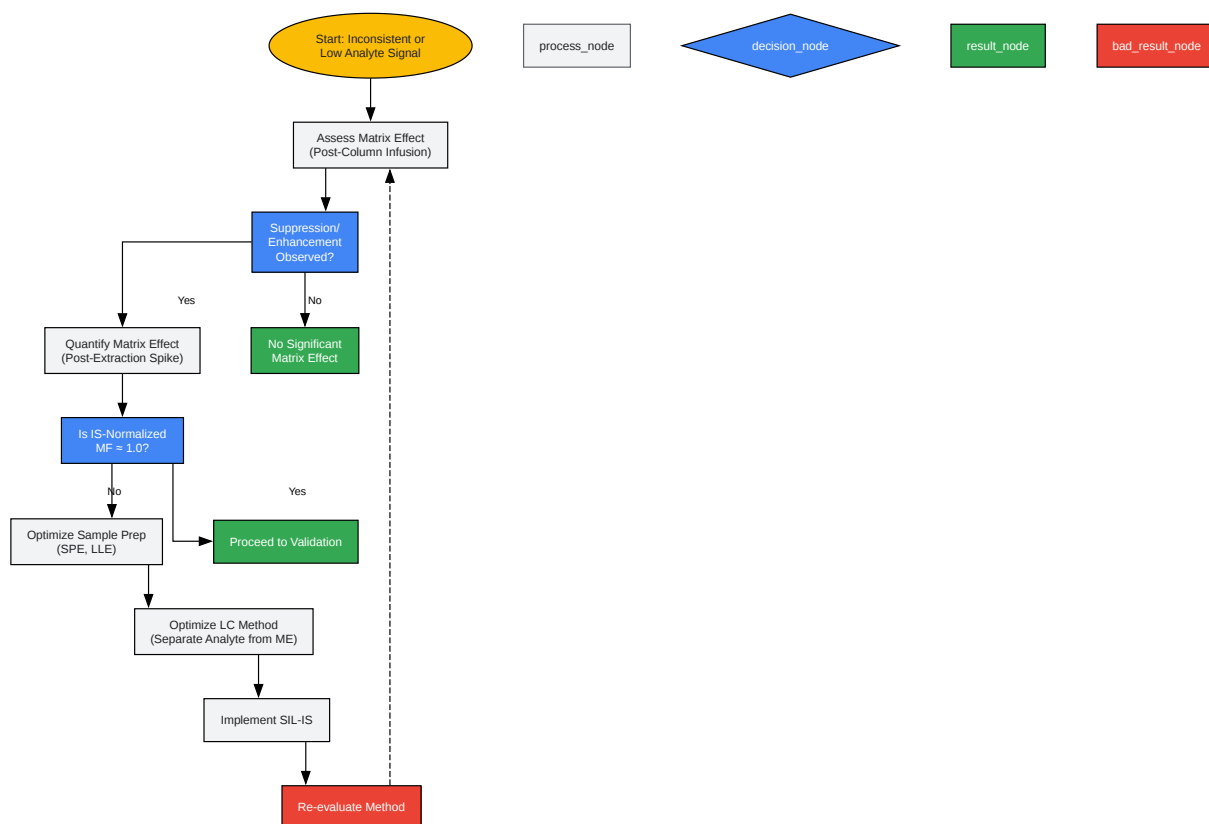 Start: Inconsistent or
Low Analyte Signal
process_node
decision_node
result_node
bad_result_node
Assess Matrix Effect
(Post-Column Infusion)
Suppression/
Enhancement
Observed?
Yes
No
Quantify Matrix Effect
(Post-Extraction Spike)
No Significant
Matrix Effect
Is IS-Normalized
MF ≈ 1.0?
No
Yes
Optimize Sample Prep
(SPE, LLE)
Proceed to Validation
Optimize LC Method
(Separate Analyte from ME)
Implement SIL-IS
Re-evaluate Method